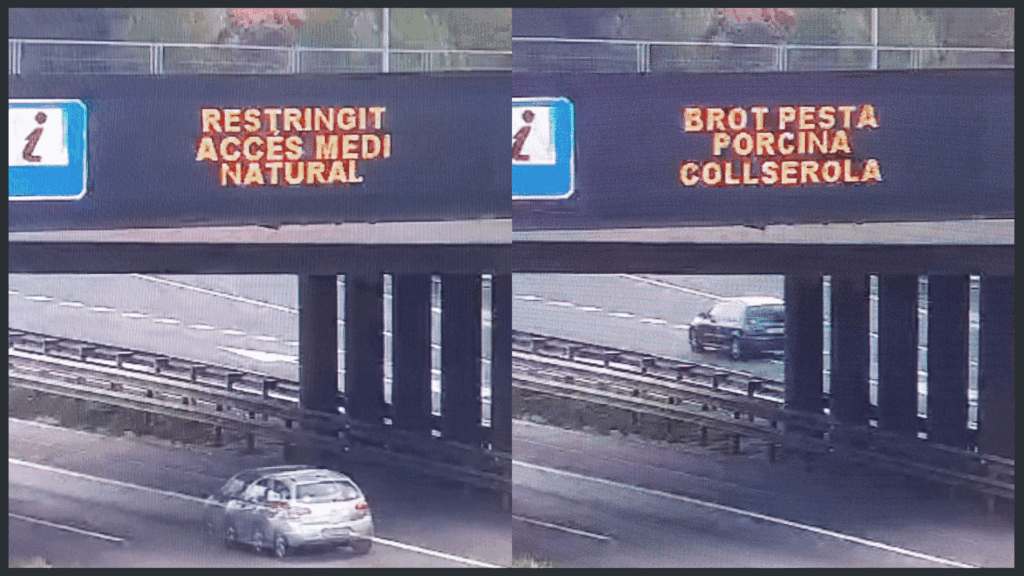 i
RESTRINGIT
ACCÉS MEDI
NATURAL
i
BROT PESTA
PORCINA
COLLSEROLA